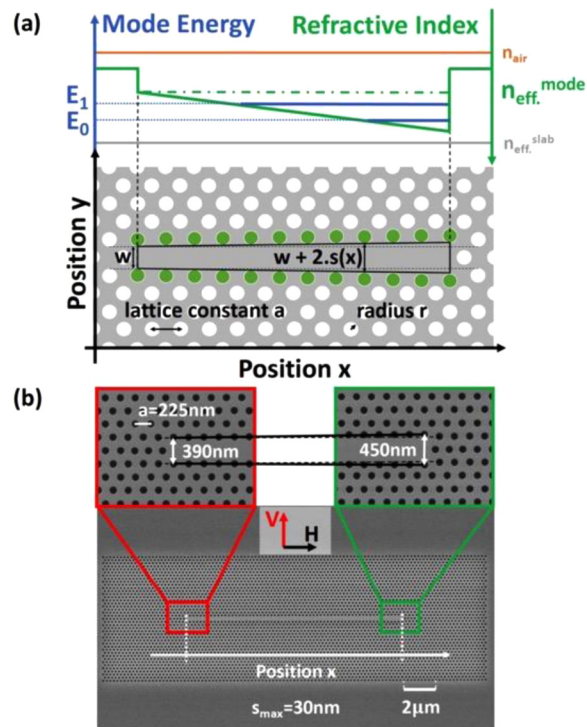 (a)
Mode Energy
Refractive Index
n_air
n_eff.^mode
E_1
E_0
n_eff.^slab
Position y
w
w + 2.s(x)
lattice constant a
radius r
Position x
(b)
a=225nm
390nm
450nm
V
H
Position x
s_max=30nm
2μm